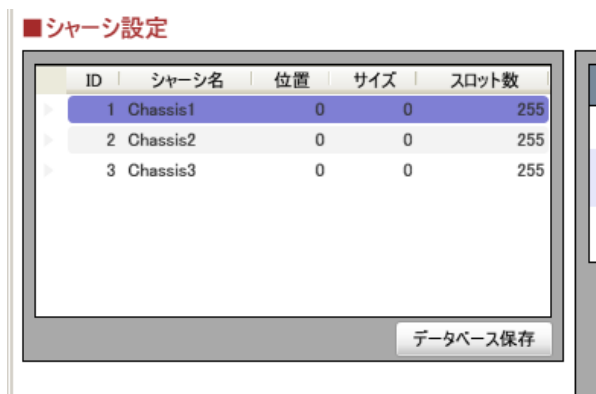 ■シャーシ設定
ID シャーシ名 位置 サイズ スロット数
1 Chassis1 0 0 255
2 Chassis2 0 0 255
3 Chassis3 0 0 255
データベース保存